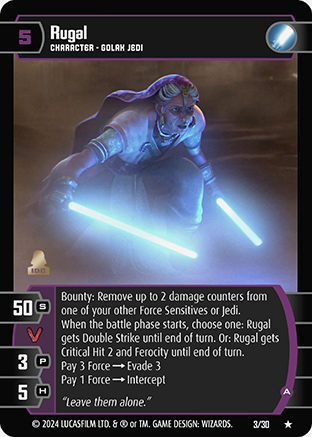 5
Rugal
CHARACTER - GOLAK JEDI
IDC
50 S
3 P
5 H
Bounty: Remove up to 2 damage counters from
one of your other Force Sensitives or Jedi.
When the battle phase starts, choose one: Rugal
gets Double Strike until end of turn. Or: Rugal gets
Critical Hit 2 and Ferocity until end of turn.
Pay 3 Force → Evade 3
Pay 1 Force → Intercept
A
"Leave them alone."
© 2024 LUCASFILM LTD. & ® or TM. GAME DESIGN: WIZARDS. 3/30 ★